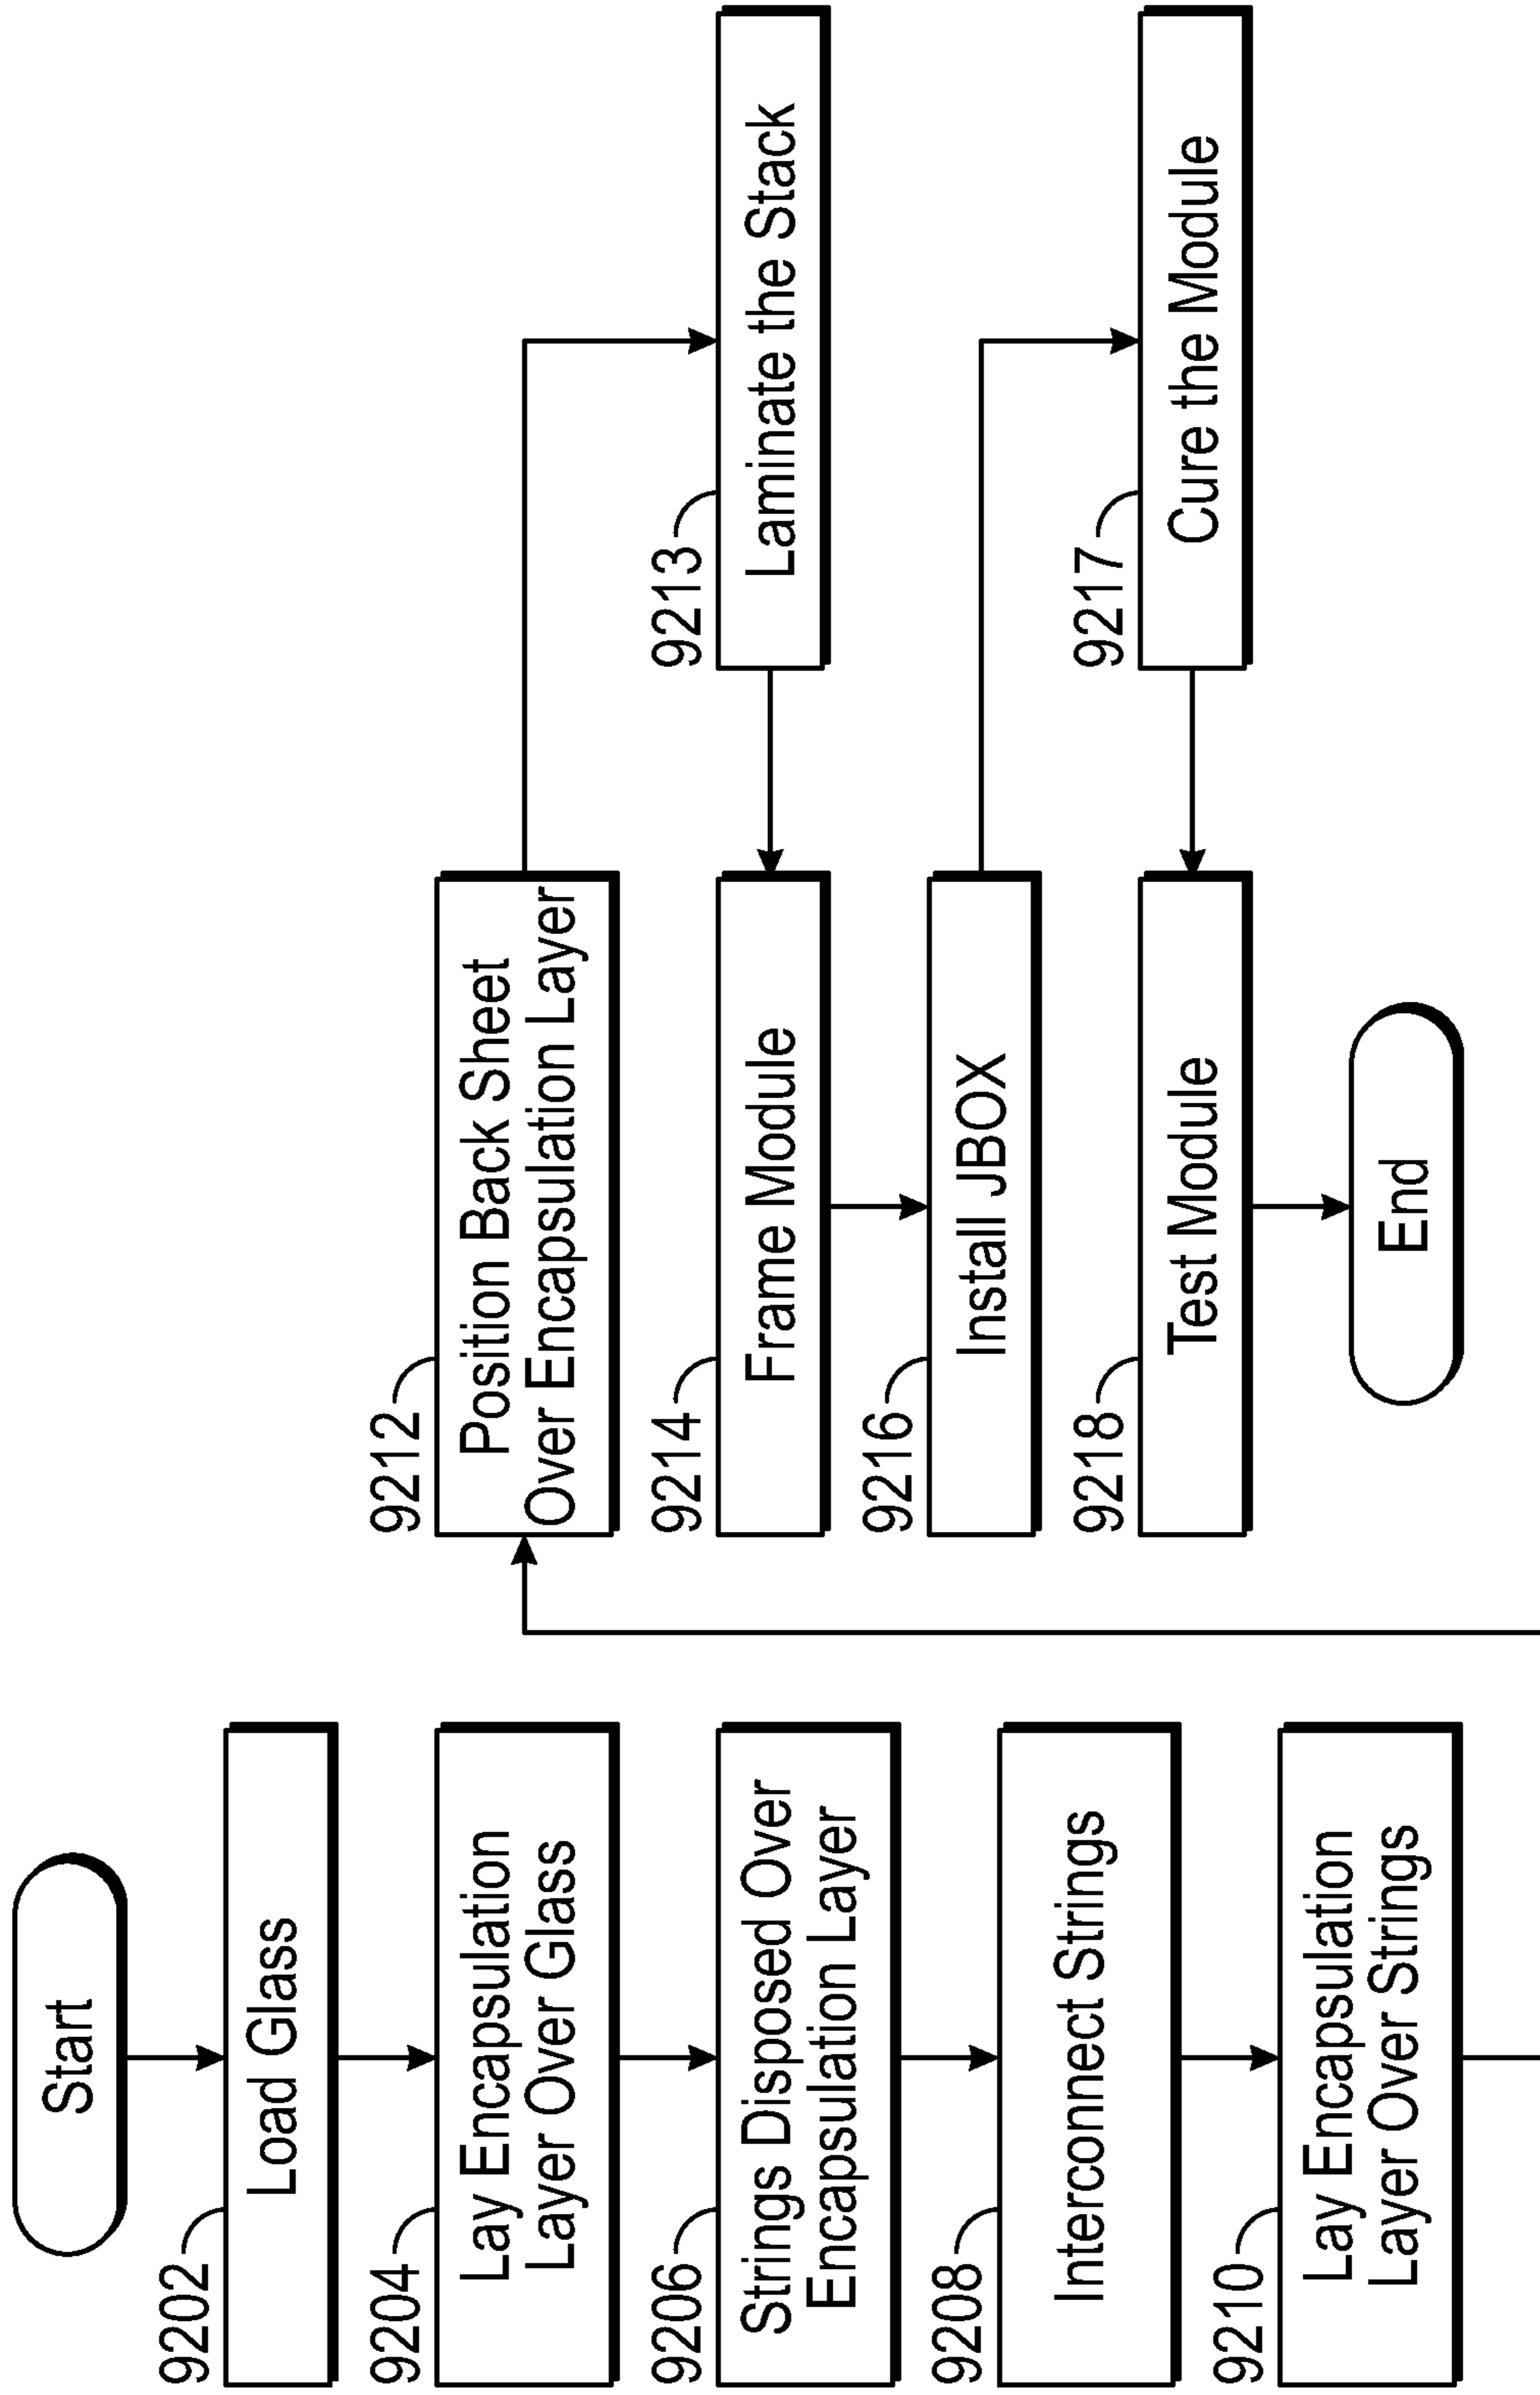 Start
9202
Load Glass
9204
Lay Encapsulation
Layer Over Glass
9206
Strings Disposed Over
Encapsulation Layer
9208
Interconnect Strings
9210
Lay Encapsulation
Layer Over Strings
9212
Position Back Sheet
Over Encapsulation Layer
9213
Laminate the Stack
9214
Frame Module
9216
Install JBOX
9217
Cure the Module
9218
Test Module
End